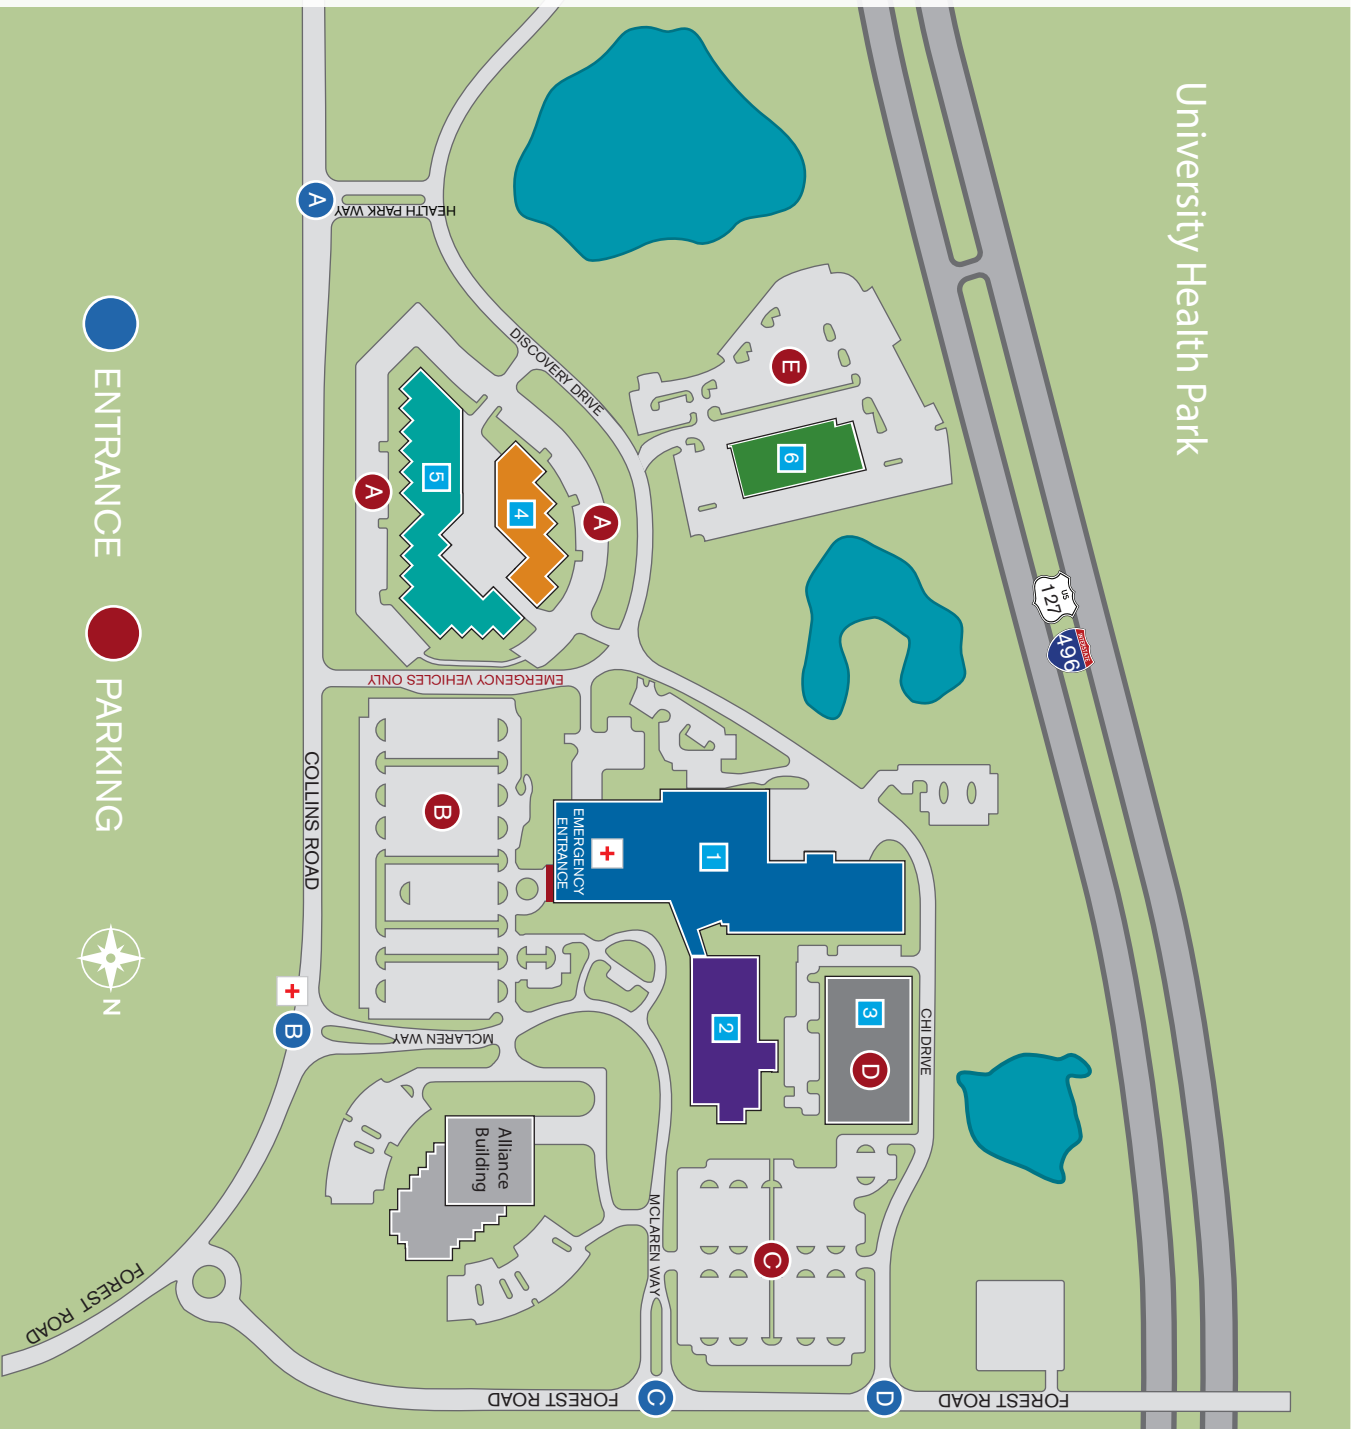 University Health Park
ENTRANCE
PARKING
N
A
HEALTH PARK WAY
DISCOVERY DRIVE
E
6
5
4
A
A
US
127
INTERSTATE
496
EMERGENCY VEHICLES ONLY
COLLINS ROAD
B
EMERGENCY
ENTRANCE
1
B
MCLAREN WAY
2
3
D
CHI DRIVE
Alliance
Building
MCLAREN WAY
C
FOREST ROAD
FOREST ROAD
C
D
FOREST ROAD